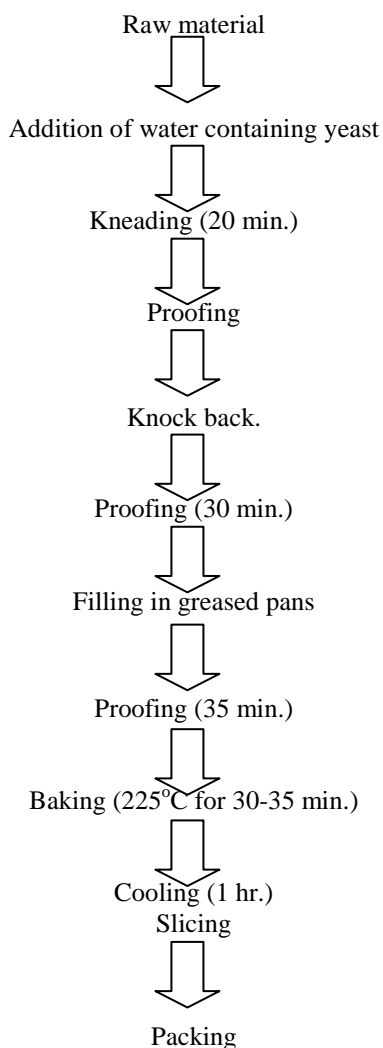 Raw material
Addition of water containing yeast
Kneading (20 min.)
Proofing
Knock back.
Proofing (30 min.)
Filling in greased pans
Proofing (35 min.)
Baking (225°C for 30-35 min.)
Cooling (1 hr.)
Slicing
Packing